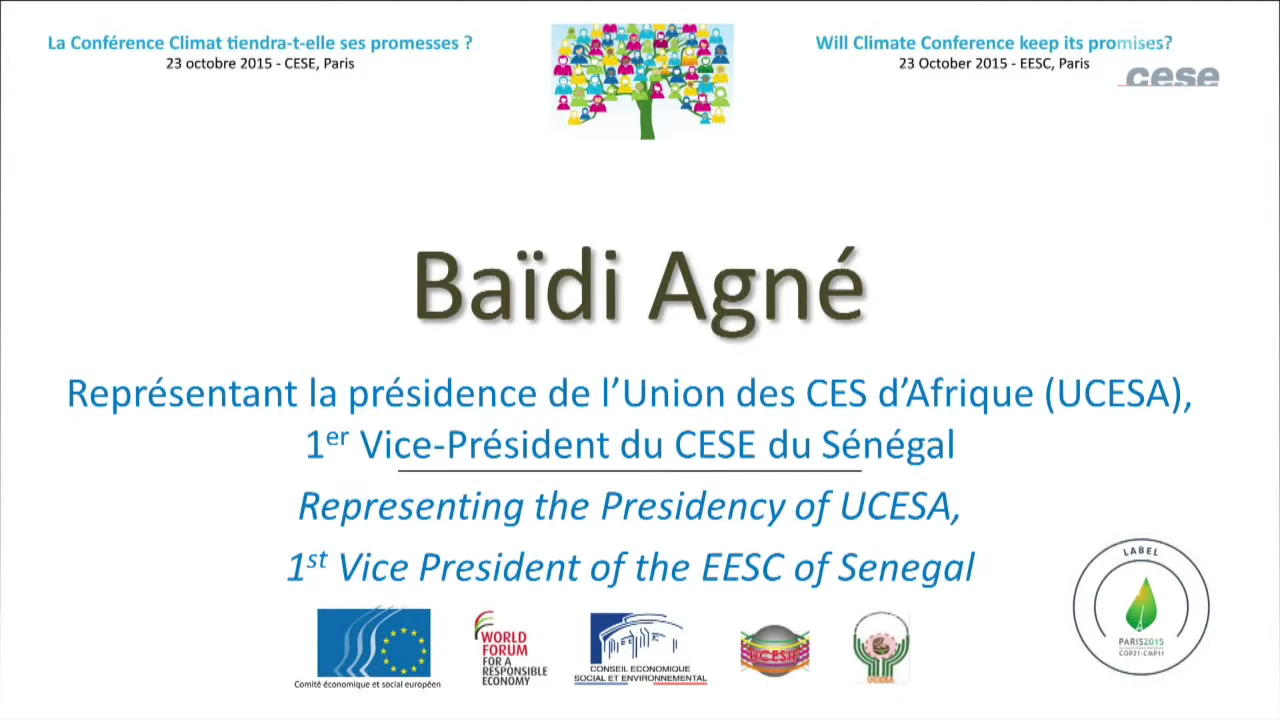 La Conférence Climat tiendra-t-elle ses promesses ?
23 octobre 2015 - CESE, Paris
Will Climate Conference keep its promises?
23 October 2015 - EESC, Paris
cese
Baïdi Agné
Représentant la présidence de l’Union des CES d’Afrique (UCESA),
1er Vice-Président du CESE du Sénégal
Representing the Presidency of UCESA,
1st Vice President of the EESC of Senegal
Comité économique et social européen
WORLD
FORUM
FOR A
RESPONSIBLE
ECONOMY
CONSEIL ECONOMIQUE
SOCIAL ET ENVIRONNEMENTAL
UCESIF
LABEL
PARIS2015
COP21·CMP11